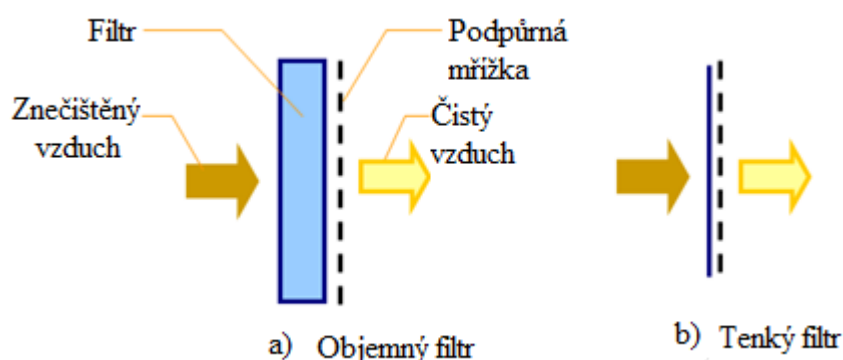 Filtr
Podpůrná
mřížka
Znečištěný
vzduch
Čistý
vzduch
a) Objemný filtr
b) Tenký filtr